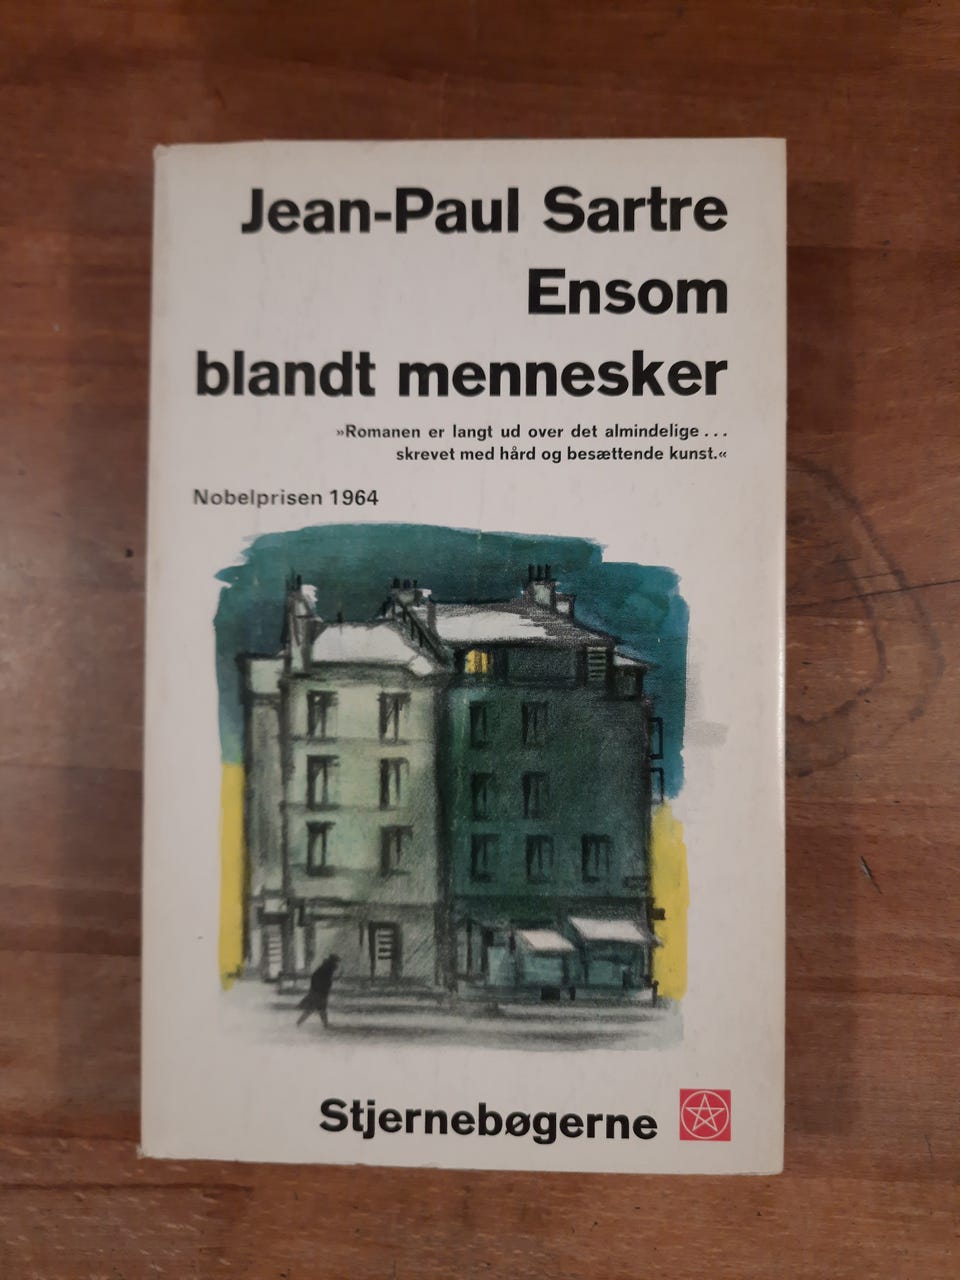 Jean-Paul Sartre
Ensom
blandt mennesker
»Romanen er langt ud over det almindelige...
skrevet med hård og besættende kunst.«
Nobelprisen 1964
Stjernebøgerne